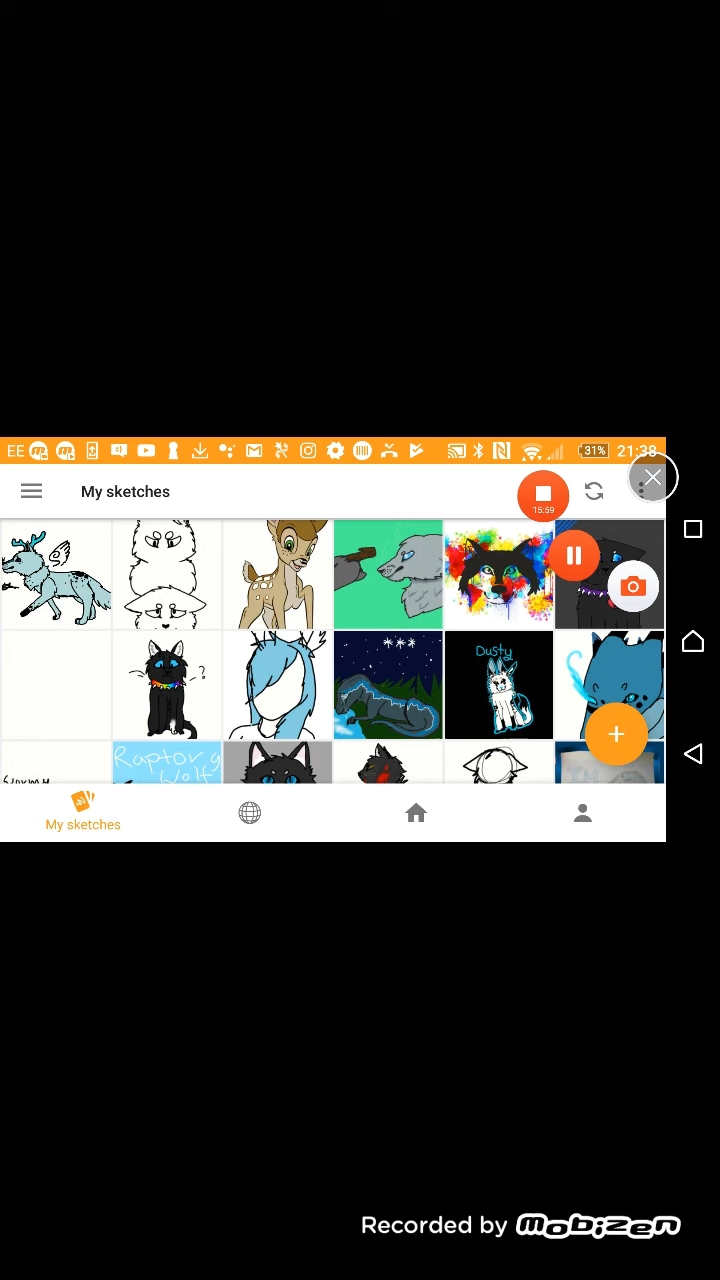 EE 31% 21:38
My sketches
15:59
?
Dusty
Raptor g
Wolf
My sketches
Recorded by mobizen